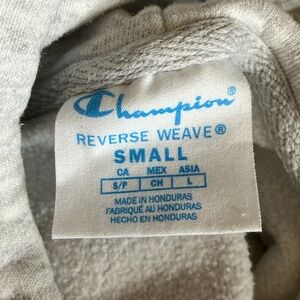 Champion®
REVERSE WEAVE®
SMALL
CA MEX ASIA
S/P CH L
MADE IN HONDURAS
FABRIQUÉ AU HONDURAS
HECHO EN HONDURAS